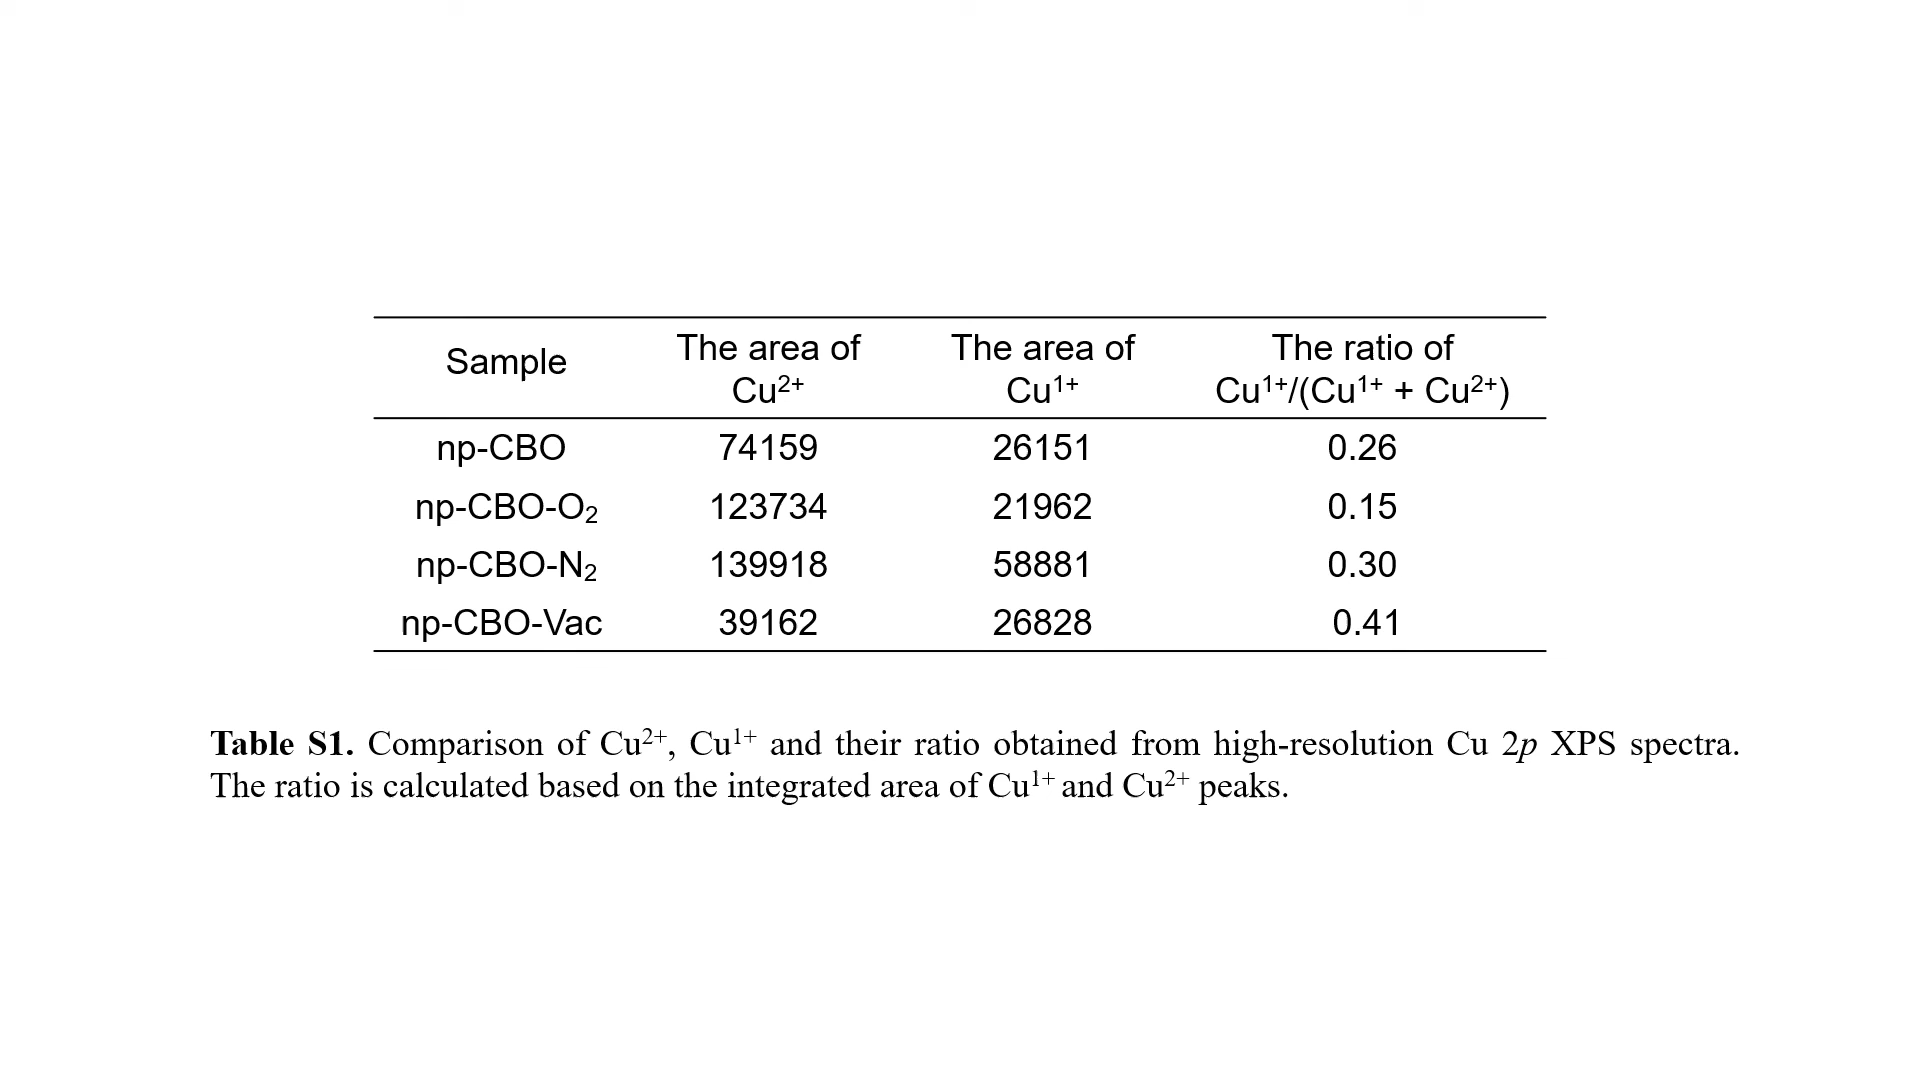 Sample The area of Cu²⁺ The area of Cu¹⁺ The ratio of Cu¹⁺/(Cu¹⁺ + Cu²⁺)
np-CBO 74159 26151 0.26
np-CBO-O₂ 123734 21962 0.15
np-CBO-N₂ 139918 58881 0.30
np-CBO-Vac 39162 26828 0.41
Table S1. Comparison of Cu²⁺, Cu¹⁺ and their ratio obtained from high-resolution Cu 2p XPS spectra.
The ratio is calculated based on the integrated area of Cu¹⁺ and Cu²⁺ peaks.